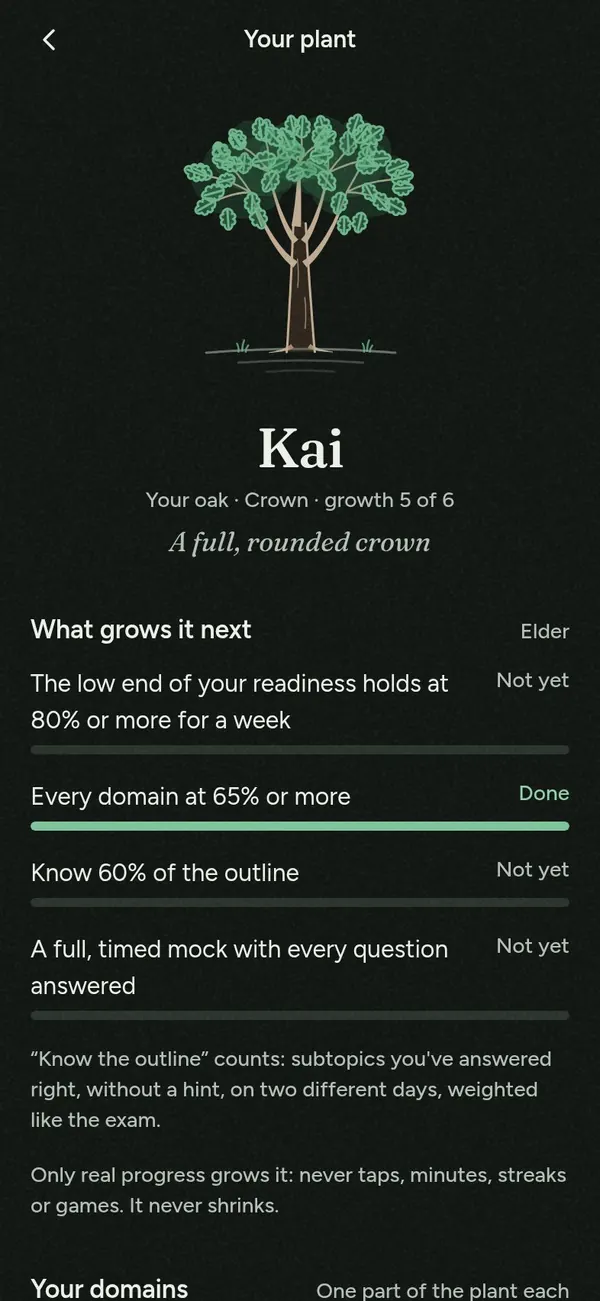 Your plant
Kai
Your oak · Crown · growth 5 of 6
A full, rounded crown
What grows it next
Elder
The low end of your readiness holds at
80% or more for a week
Not yet
Every domain at 65% or more
Done
Know 60% of the outline
Not yet
A full, timed mock with every question
answered
Not yet
“Know the outline” counts: subtopics you've answered
right, without a hint, on two different days, weighted
like the exam.
Only real progress grows it: never taps, minutes, streaks
or games. It never shrinks.
Your domains
One part of the plant each